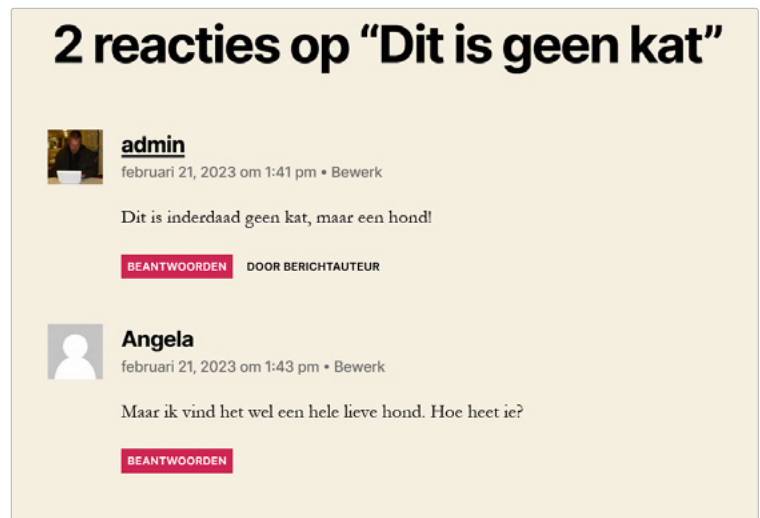 2 reacties op “Dit is geen kat”
admin
februari 21, 2023 om 1:41 pm • Bewerk
Dit is inderdaad geen kat, maar een hond!
BEANTWOORDEN DOOR BERICHTAUTEUR
Angela
februari 21, 2023 om 1:43 pm • Bewerk
Maar ik vind het wel een hele lieve hond. Hoe heet ie?
BEANTWOORDEN